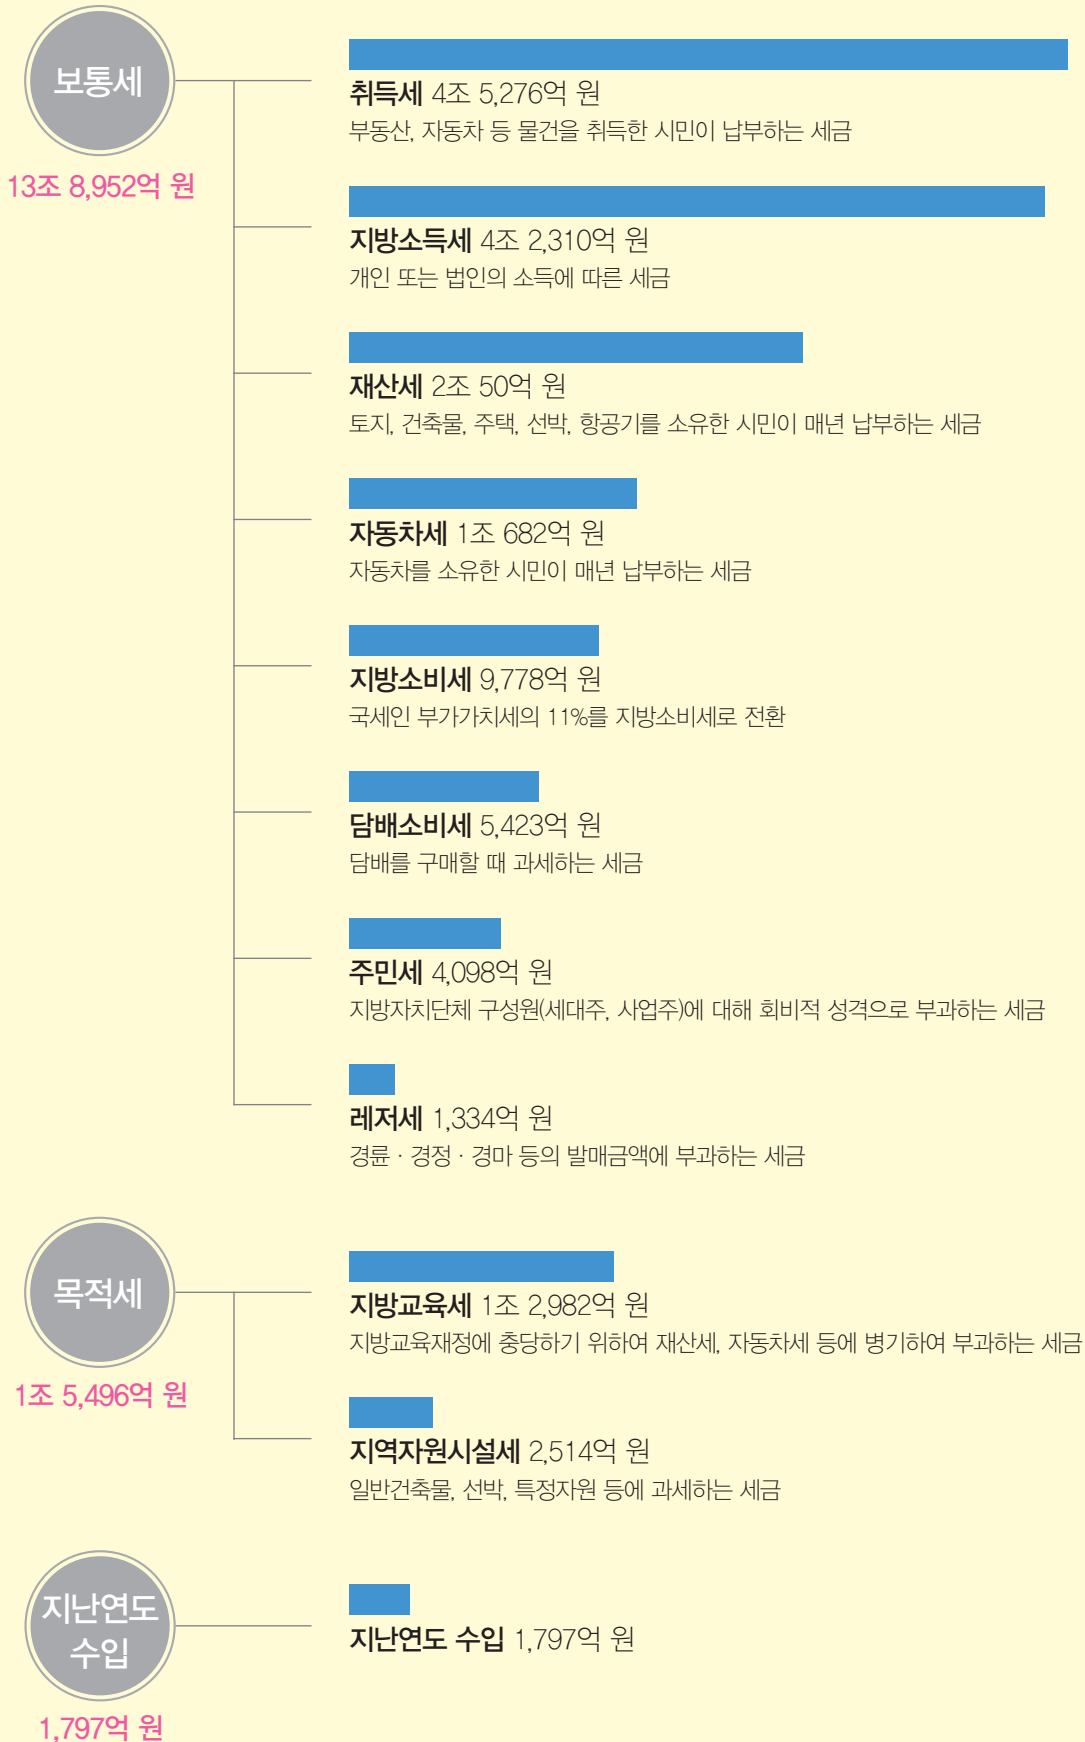 보통세
13조 8,952억 원
취득세 4조 5,276억 원
부동산, 자동차 등 물건을 취득한 시민이 납부하는 세금
지방소득세 4조 2,310억 원
개인 또는 법인의 소득에 따른 세금
재산세 2조 50억 원
토지, 건축물, 주택, 선박, 항공기를 소유한 시민이 매년 납부하는 세금
자동차세 1조 682억 원
자동차를 소유한 시민이 매년 납부하는 세금
지방소비세 9,778억 원
국세인 부가가치세의 11%를 지방소비세로 전환
담배소비세 5,423억 원
담배를 구매할 때 과세하는 세금
주민세 4,098억 원
지방자치단체 구성원(세대주, 사업주)에 대해 회비적 성격으로 부과하는 세금
레저세 1,334억 원
경륜 · 경정 · 경마 등의 발매금액에 부과하는 세금
목적세
1조 5,496억 원
지방교육세 1조 2,982억 원
지방교육재정에 충당하기 위하여 재산세, 자동차세 등에 병기하여 부과하는 세금
지역자원시설세 2,514억 원
일반건축물, 선박, 특정자원 등에 과세하는 세금
지난연도
수입
1,797억 원
지난연도 수입 1,797억 원